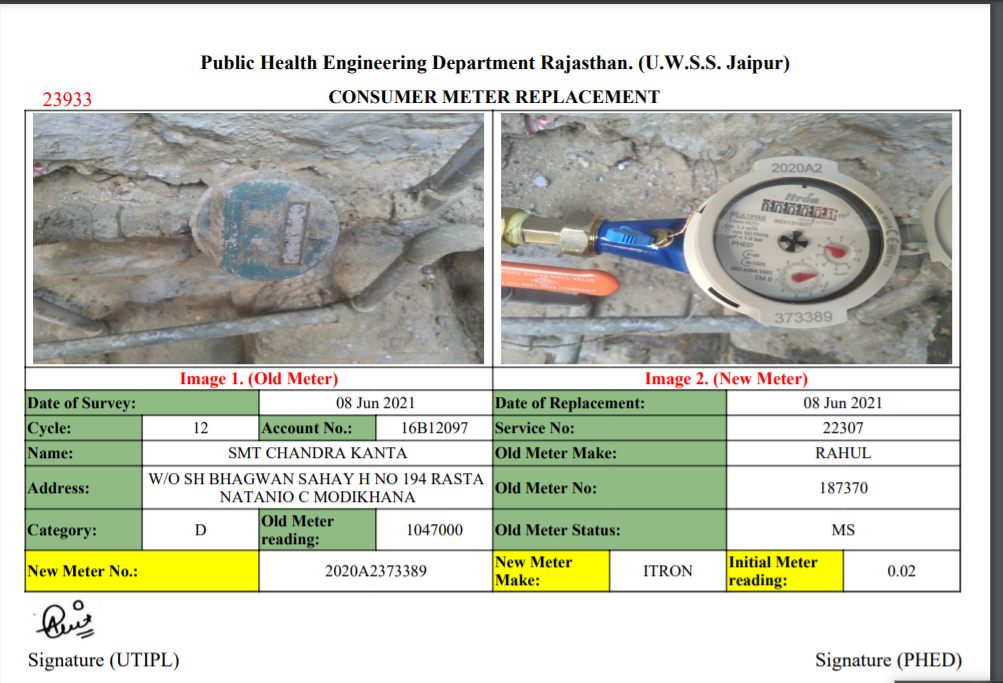 Public Health Engineering Department Rajasthan. (U.W.S.S. Jaipur)
23933
CONSUMER METER REPLACEMENT
2020A2
Itron
MULTIMAG
PHED
373389
Image 1. (Old Meter)
Image 2. (New Meter)
Date of Survey: 08 Jun 2021 Date of Replacement: 08 Jun 2021
Cycle: 12 Account No.: 16B12097 Service No: 22307
Name: SMT CHANDRA KANTA Old Meter Make: RAHUL
Address: W/O SH BHAGWAN SAHAY H NO 194 RASTA
NATANIO C MODIKHANA
Old Meter No: 187370
Category: D Old Meter
reading: 1047000 Old Meter Status: MS
New Meter No.: 2020A2373389 New Meter
Make: ITRON Initial Meter
reading: 0.02
Signature (UTIPL)
Signature (PHED)